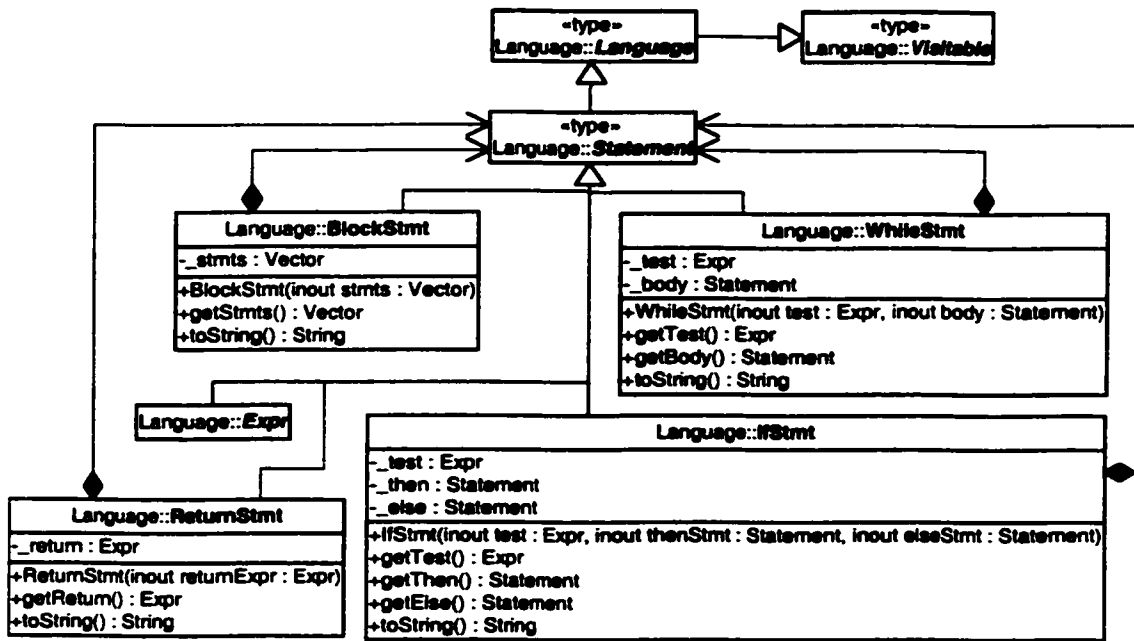 «type»
Language::Language
«type»
Language::Visitable
«type»
Language::Statement
Language::BlockStmt
-_stmts : Vector
+BlockStmt(inout stmts : Vector)
+getStmts() : Vector
+toString() : String
Language::WhileStmt
-_test : Expr
-_body : Statement
+WhileStmt(inout test : Expr, inout body : Statement)
+getTest() : Expr
+getBody() : Statement
+toString() : String
Language::Expr
Language::IfStmt
-_test : Expr
-_then : Statement
-_else : Statement
+IfStmt(inout test : Expr, inout thenStmt : Statement, inout elseStmt : Statement)
+getTest() : Expr
+getThen() : Statement
+getElse() : Statement
+toString() : String
Language::ReturnStmt
-_return : Expr
+ReturnStmt(inout returnExpr : Expr)
+getReturn() : Expr
+toString() : String